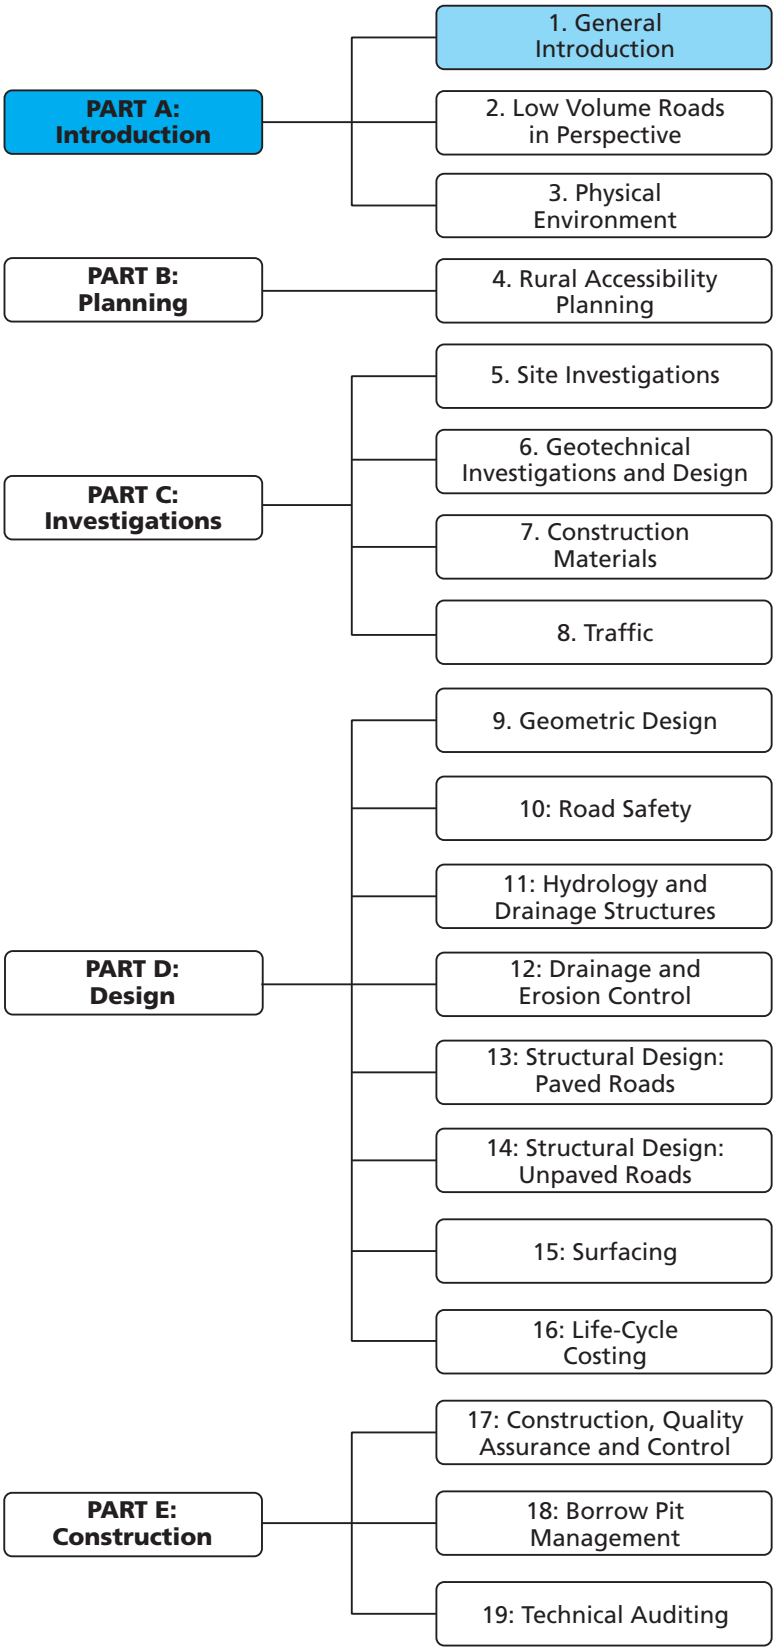 1. General
Introduction
PART A:
Introduction
2. Low Volume Roads
in Perspective
3. Physical
Environment
PART B:
Planning
4. Rural Accessibility
Planning
5. Site Investigations
6. Geotechnical
Investigations and Design
PART C:
Investigations
7. Construction
Materials
8. Traffic
9. Geometric Design
10: Road Safety
11: Hydrology and
Drainage Structures
PART D:
Design
12: Drainage and
Erosion Control
13: Structural Design:
Paved Roads
14: Structural Design:
Unpaved Roads
15: Surfacing
16: Life-Cycle
Costing
17: Construction, Quality
Assurance and Control
PART E:
Construction
18: Borrow Pit
Management
19: Technical Auditing